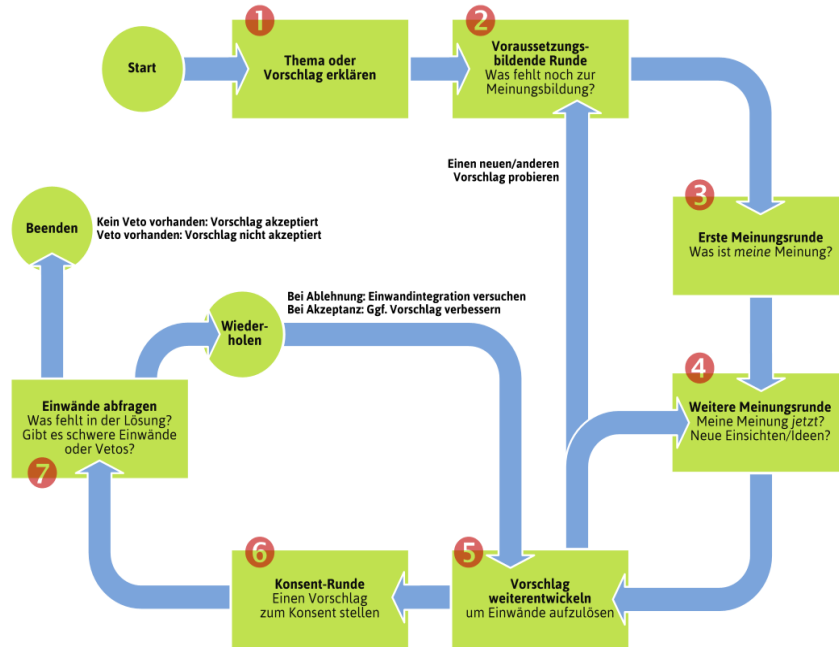 Start
1
Thema oder
Vorschlag erklären
2
Voraussetzungs-
bildende Runde
Was fehlt noch zur
Meinungsbildung?
Einen neuen/anderen
Vorschlag probieren
3
Erste Meinungsrunde
Was ist meine Meinung?
Beenden
Kein Veto vorhanden: Vorschlag akzeptiert
Veto vorhanden: Vorschlag nicht akzeptiert
Bei Ablehnung: Einwandintegration versuchen
Bei Akzeptanz: Ggf. Vorschlag verbessern
Wieder-
holen
4
Weitere Meinungsrunde
Meine Meinung jetzt?
Neue Einsichten/Ideen?
Einwände abfragen
Was fehlt in der Lösung?
Gibt es schwere Einwände
oder Vetos?
7
6
Konsent-Runde
Einen Vorschlag
zum Konsent stellen
5
Vorschlag
weiterentwickeln
um Einwände aufzulösen